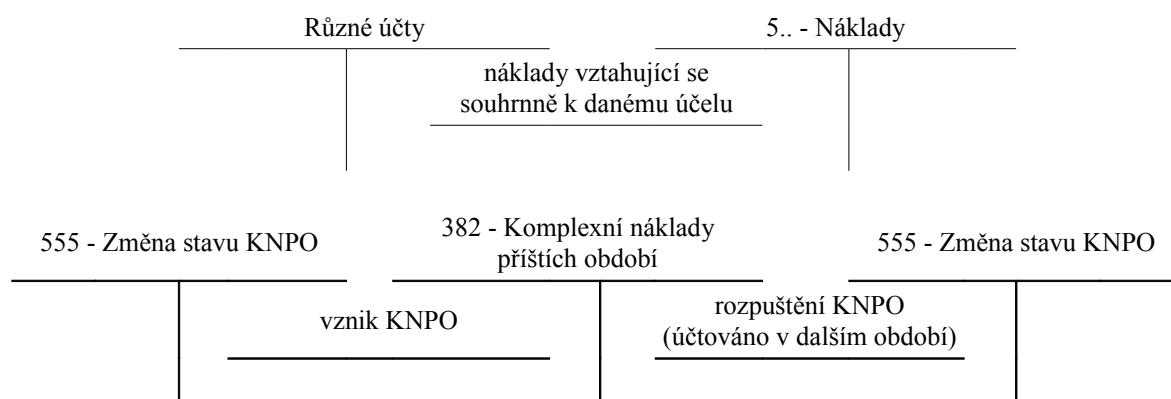 Různé účty
5.. - Náklady
náklady vztahující se
souhrnně k danému účelu
555 - Změna stavu KNPO
382 - Komplexní náklady
příštích období
555 - Změna stavu KNPO
vznik KNPO
rozpuštění KNPO
(účtováno v dalším období)